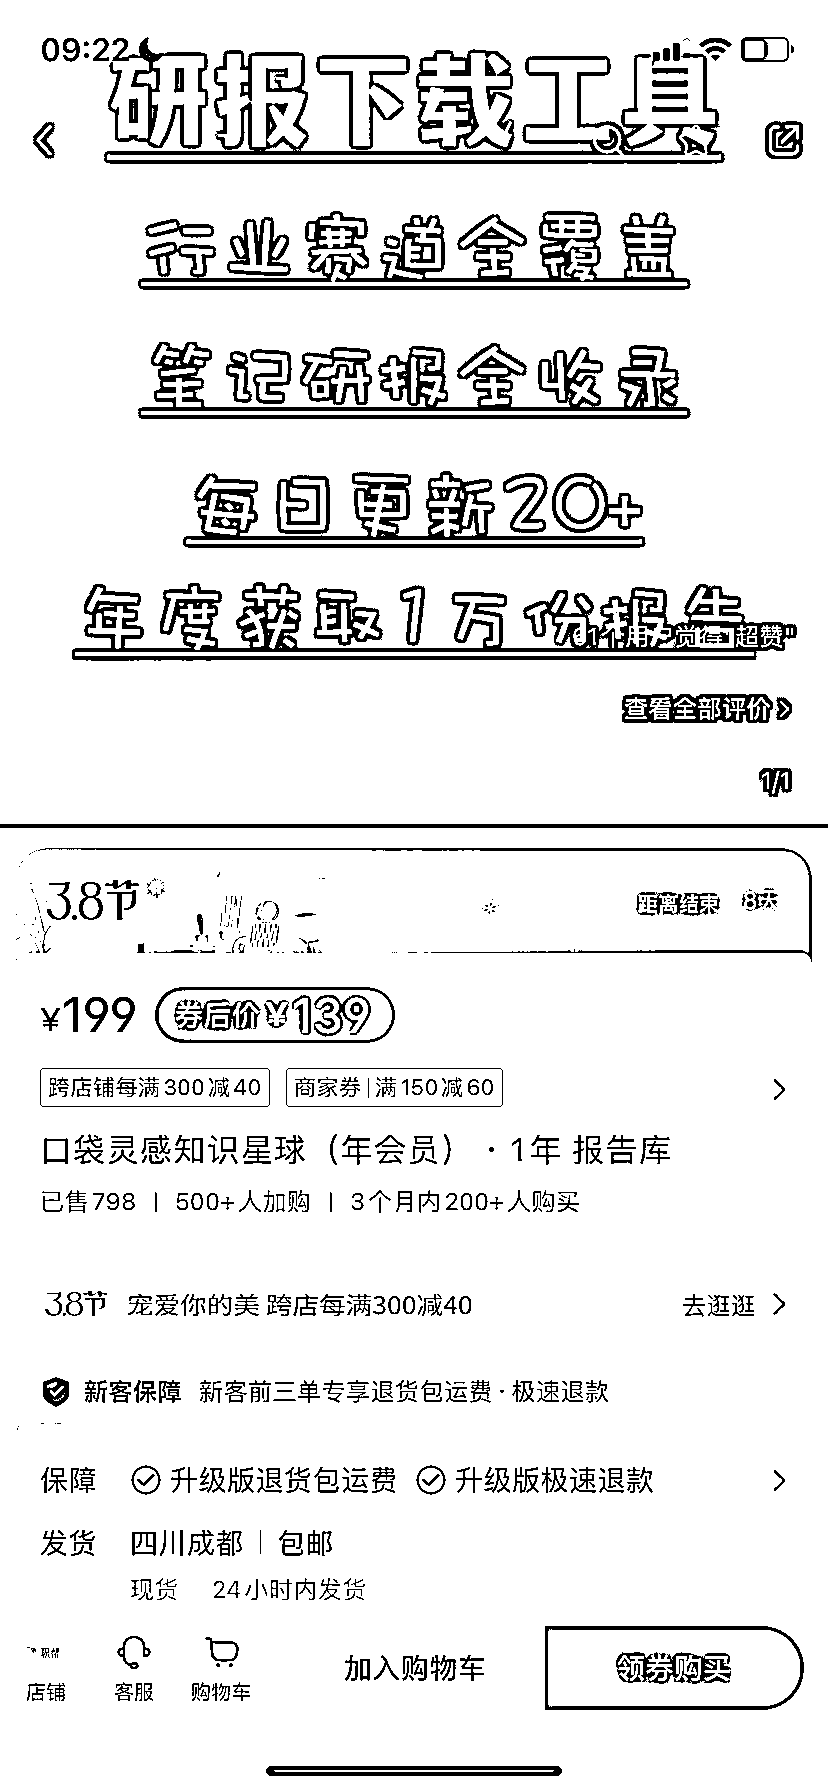 09:22
研报下载工具
行业赛道全覆盖
笔记研报全收录
每日更新20+
年度获取1万份报告
用户觉得"超赞"
查看全部评价
1/1
3.8节
距离结束 8天
¥199 券后价¥139
跨店铺每满300减40 商家券|满150减60
口袋灵感知识星球（年会员）·1年 报告库
已售798 | 500+人加购 | 3个月内200+人购买
3.8节 宠爱你的美 跨店每满300减40 去逛逛
新客保障 新客前三单专享退货包运费·极速退款
保障 升级版退货包运费 升级版极速退款
发货 四川成都 | 包邮
现货 24小时内发货
店铺 客服 购物车 加入购物车 领券购买